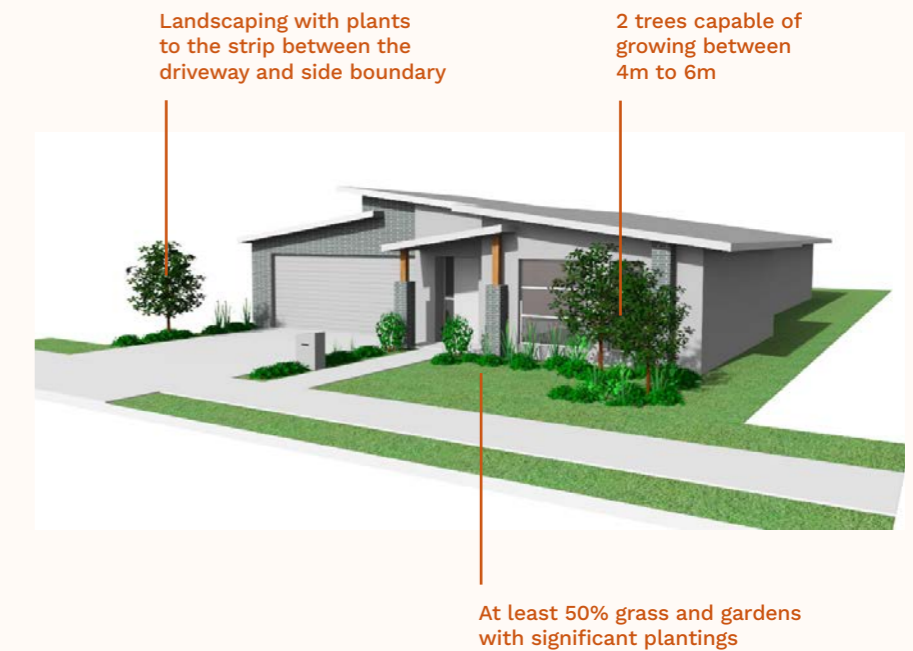 Landscaping with plants
to the strip between the
driveway and side boundary
2 trees capable of
growing between
4m to 6m
At least 50% grass and gardens
with significant plantings